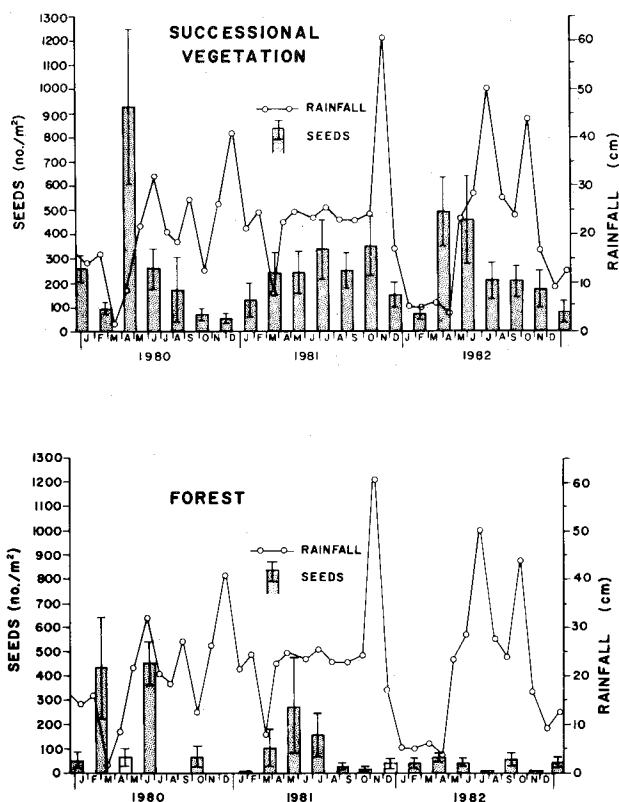 SUCCESSIONAL
VEGETATION
RAINFALL
SEEDS
SEEDS (no./m²)
1300
1200
1100
1000
900
800
700
600
500
400
300
200
100
0
60
50
40
30
20
10
0
RAINFALL (cm)
J F M A M J J A S O N D J F M A M J J A S O N D J F M A M J J A S O N D
1980 1981 1982
FOREST
RAINFALL
SEEDS
SEEDS (no./m²)
1300
1200
1100
1000
900
800
700
600
500
400
300
200
100
0
60
50
40
30
20
10
0
RAINFALL (cm)
J F M A M J J A S O N D J F M A M J J A S O N D J F M A M J J A S O N D
1980 1981 1982